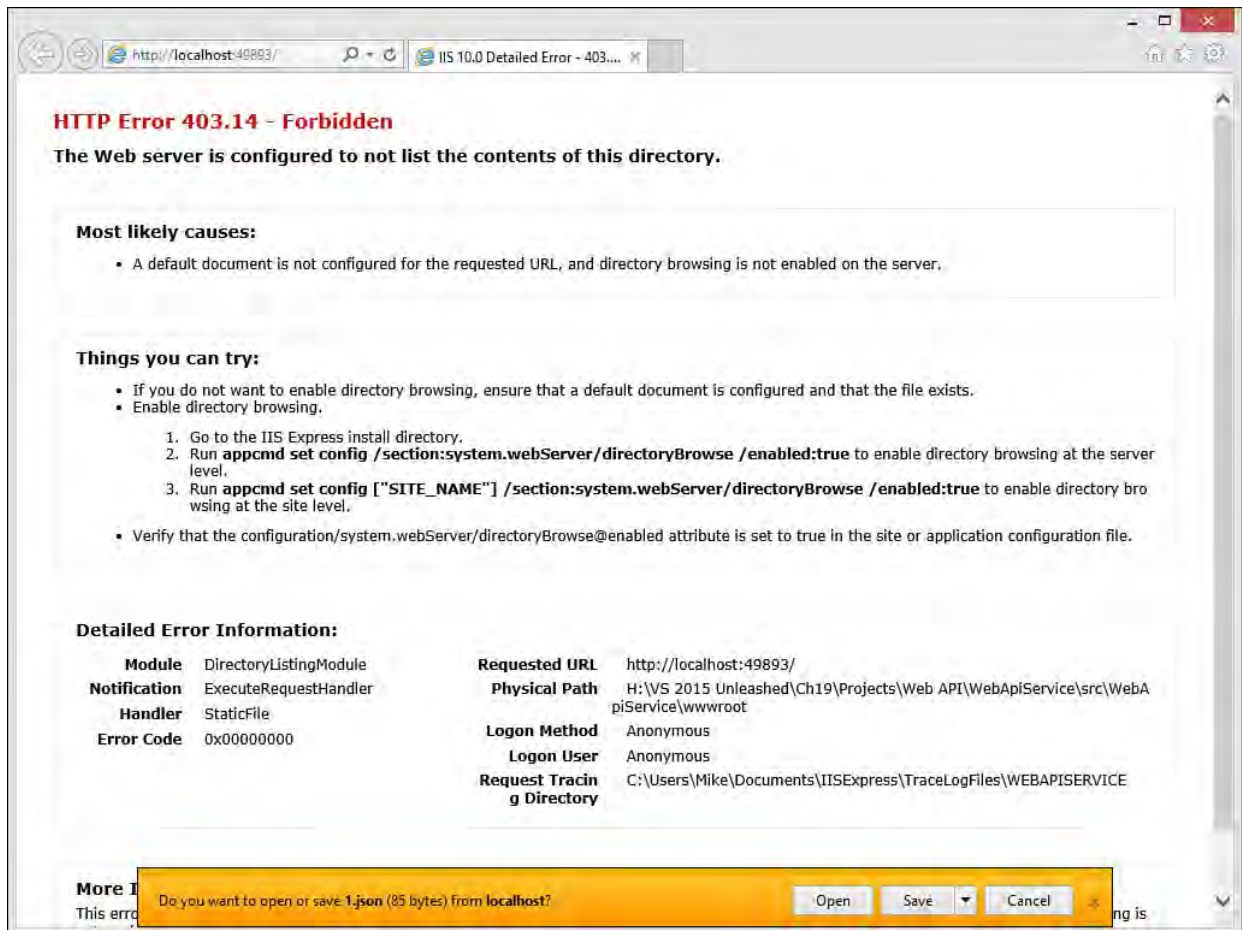 http://localhost:49893/
IIS 10.0 Detailed Error - 403....
HTTP Error 403.14 - Forbidden
The Web server is configured to not list the contents of this directory.
Most likely causes:
• A default document is not configured for the requested URL, and directory browsing is not enabled on the server.
Things you can try:
• If you do not want to enable directory browsing, ensure that a default document is configured and that the file exists.
• Enable directory browsing.
1. Go to the IIS Express install directory.
2. Run appcmd set config /section:system.webServer/directoryBrowse /enabled:true to enable directory browsing at the server
level.
3. Run appcmd set config ["SITE_NAME"] /section:system.webServer/directoryBrowse /enabled:true to enable directory bro
wsing at the site level.
• Verify that the configuration/system.webServer/directoryBrowse@enabled attribute is set to true in the site or application configuration file.
Detailed Error Information:
Module DirectoryListingModule
Notification ExecuteRequestHandler
Handler StaticFile
Error Code 0x00000000
Requested URL http://localhost:49893/
Physical Path H:\VS 2015 Unleashed\Ch19\Projects\Web API\WebApiService\src\WebA
piService\wwwroot
Logon Method Anonymous
Logon User Anonymous
Request Tracin C:\Users\Mike\Documents\IISExpress\TraceLogFiles\WEBAPISERVICE
g Directory
More I
This erro
ng is
Do you want to open or save 1.json (85 bytes) from localhost?
Open
Save
Cancel